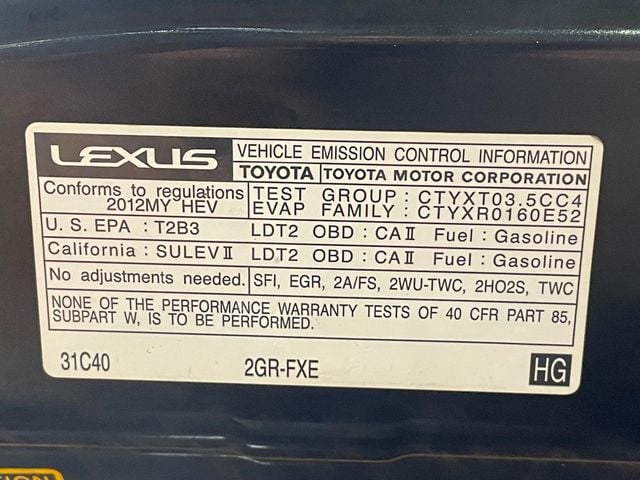 LEXUS VEHICLE EMISSION CONTROL INFORMATION
TOYOTA TOYOTA MOTOR CORPORATION
Conforms to regulations TEST GROUP : CTYXT03.5CC4
2012MY HEV EVAP FAMILY : CTYXR0160E52
U. S. EPA : T2B3 LDT2 OBD : CAⅡ Fuel : Gasoline
California : SULEVⅡ LDT2 OBD : CAⅡ Fuel : Gasoline
No adjustments needed. SFI, EGR, 2A/FS, 2WU-TWC, 2HO2S, TWC
NONE OF THE PERFORMANCE WARRANTY TESTS OF 40 CFR PART 85,
SUBPART W, IS TO BE PERFORMED.
31C40 2GR-FXE HG